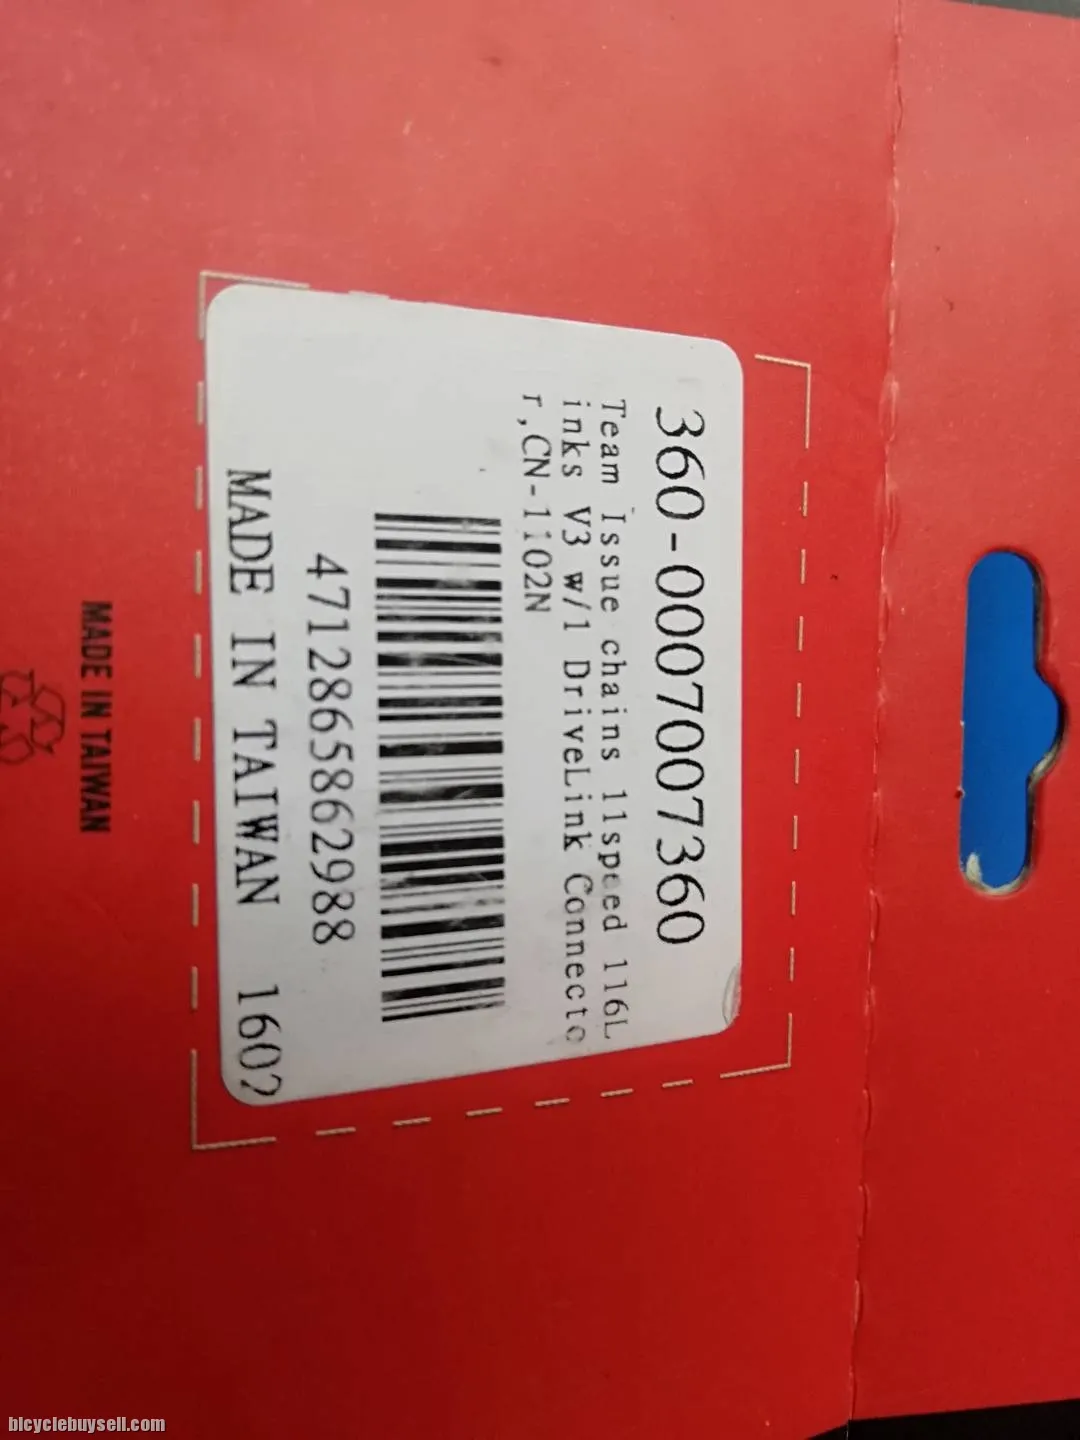 360-0007007360
Team Issue chains 11speed 116L
inks V3 w/1 DriveLink Connecto
r,CN-1102N
4712865862988
MADE IN TAIWAN 1602
MADE IN TAIWAN
bicyclebuysell.com